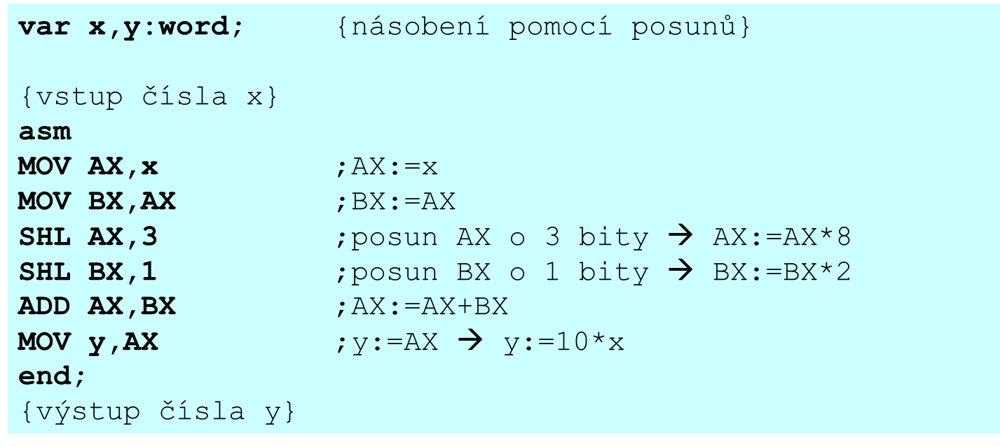 var x,y:word; {násobení pomocí posunů}
{vstup čísla x}
asm
MOV AX,x ;AX:=x
MOV BX,AX ;BX:=AX
SHL AX,3 ;posun AX o 3 bity → AX:=AX*8
SHL BX,1 ;posun BX o 1 bity → BX:=BX*2
ADD AX,BX ;AX:=AX+BX
MOV y,AX ;y:=AX → y:=10*x
end;
{výstup čísla y}